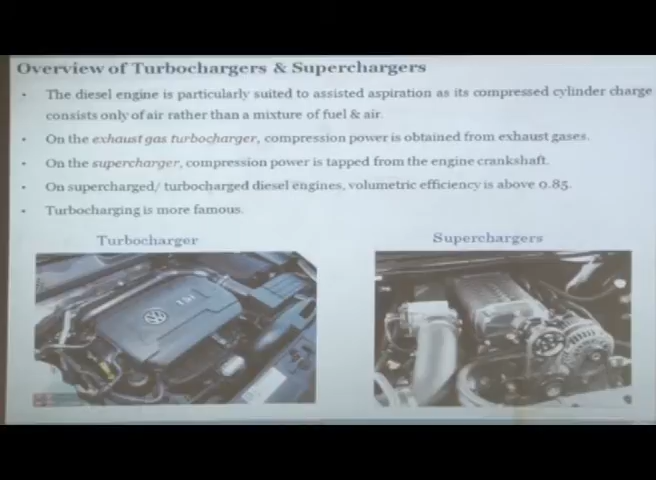 Overview of Turbochargers & Superchargers
• The diesel engine is particularly suited to assisted aspiration as its compressed cylinder charge
consists only of air rather than a mixture of fuel & air.
• On the exhaust gas turbocharger, compression power is obtained from exhaust gases.
• On the supercharger, compression power is tapped from the engine crankshaft.
• On supercharged/ turbocharged diesel engines, volumetric efficiency is above 0.85.
• Turbocharging is more famous.
Turbocharger
Superchargers